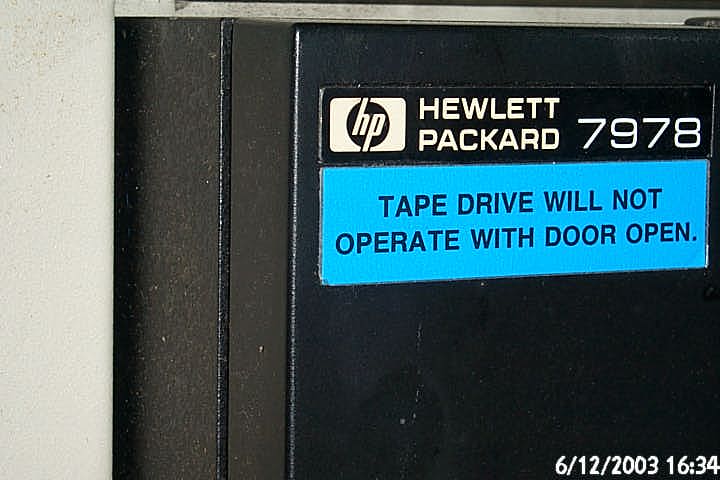 hp HEWLETT
PACKARD 7978
TAPE DRIVE WILL NOT
OPERATE WITH DOOR OPEN.
6/12/2003 16:34